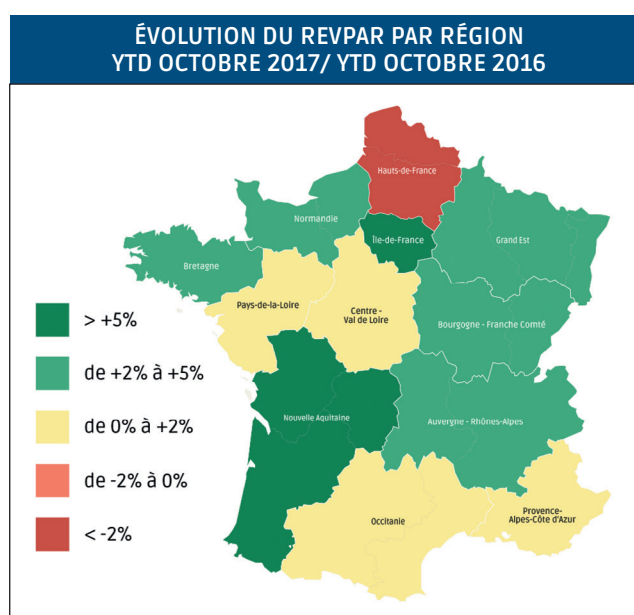 ÉVOLUTION DU REVPAR PAR RÉGION
YTD OCTOBRE 2017/ YTD OCTOBRE 2016
Hauts-de-France
Normandie
Île-de-France
Grand Est
Bretagne
Pays-de-la-Loire
Centre -
Val de Loire
Bourgogne - Franche Comté
> +5%
de +2% à +5%
de 0% à +2%
de -2% à 0%
< -2%
Nouvelle Aquitaine
Auvergne - Rhônes-Alpes
Occitanie
Provence-
Alpes-Côte d'Azur